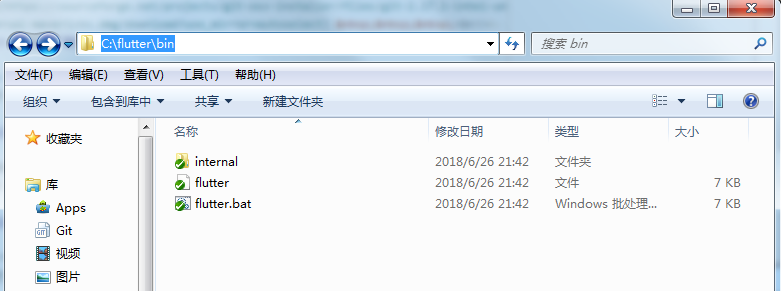 C:\flutter\bin
搜索 bin
文件(F) 编辑(E) 查看(V) 工具(T) 帮助(H)
组织 包含到库中 共享 新建文件夹
收藏夹
库
Apps
Git
视频
图片
名称 修改日期 类型 大小
internal 2018/6/26 21:42 文件夹
flutter 2018/6/26 21:42 文件 7 KB
flutter.bat 2018/6/26 21:42 Windows 批处理... 7 KB